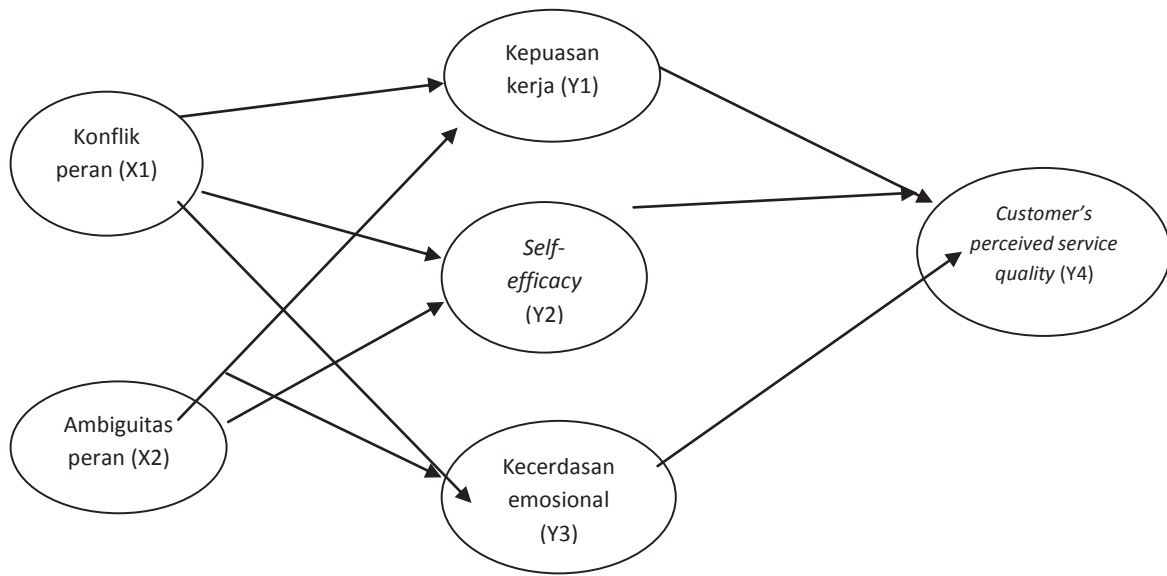 Kepuasan
kerja (Y1)
Konflik
peran (X1)
Self-
efficacy
(Y2)
Customer’s
perceived service
quality (Y4)
Ambiguitas
peran (X2)
Kecerdasan
emosional
(Y3)